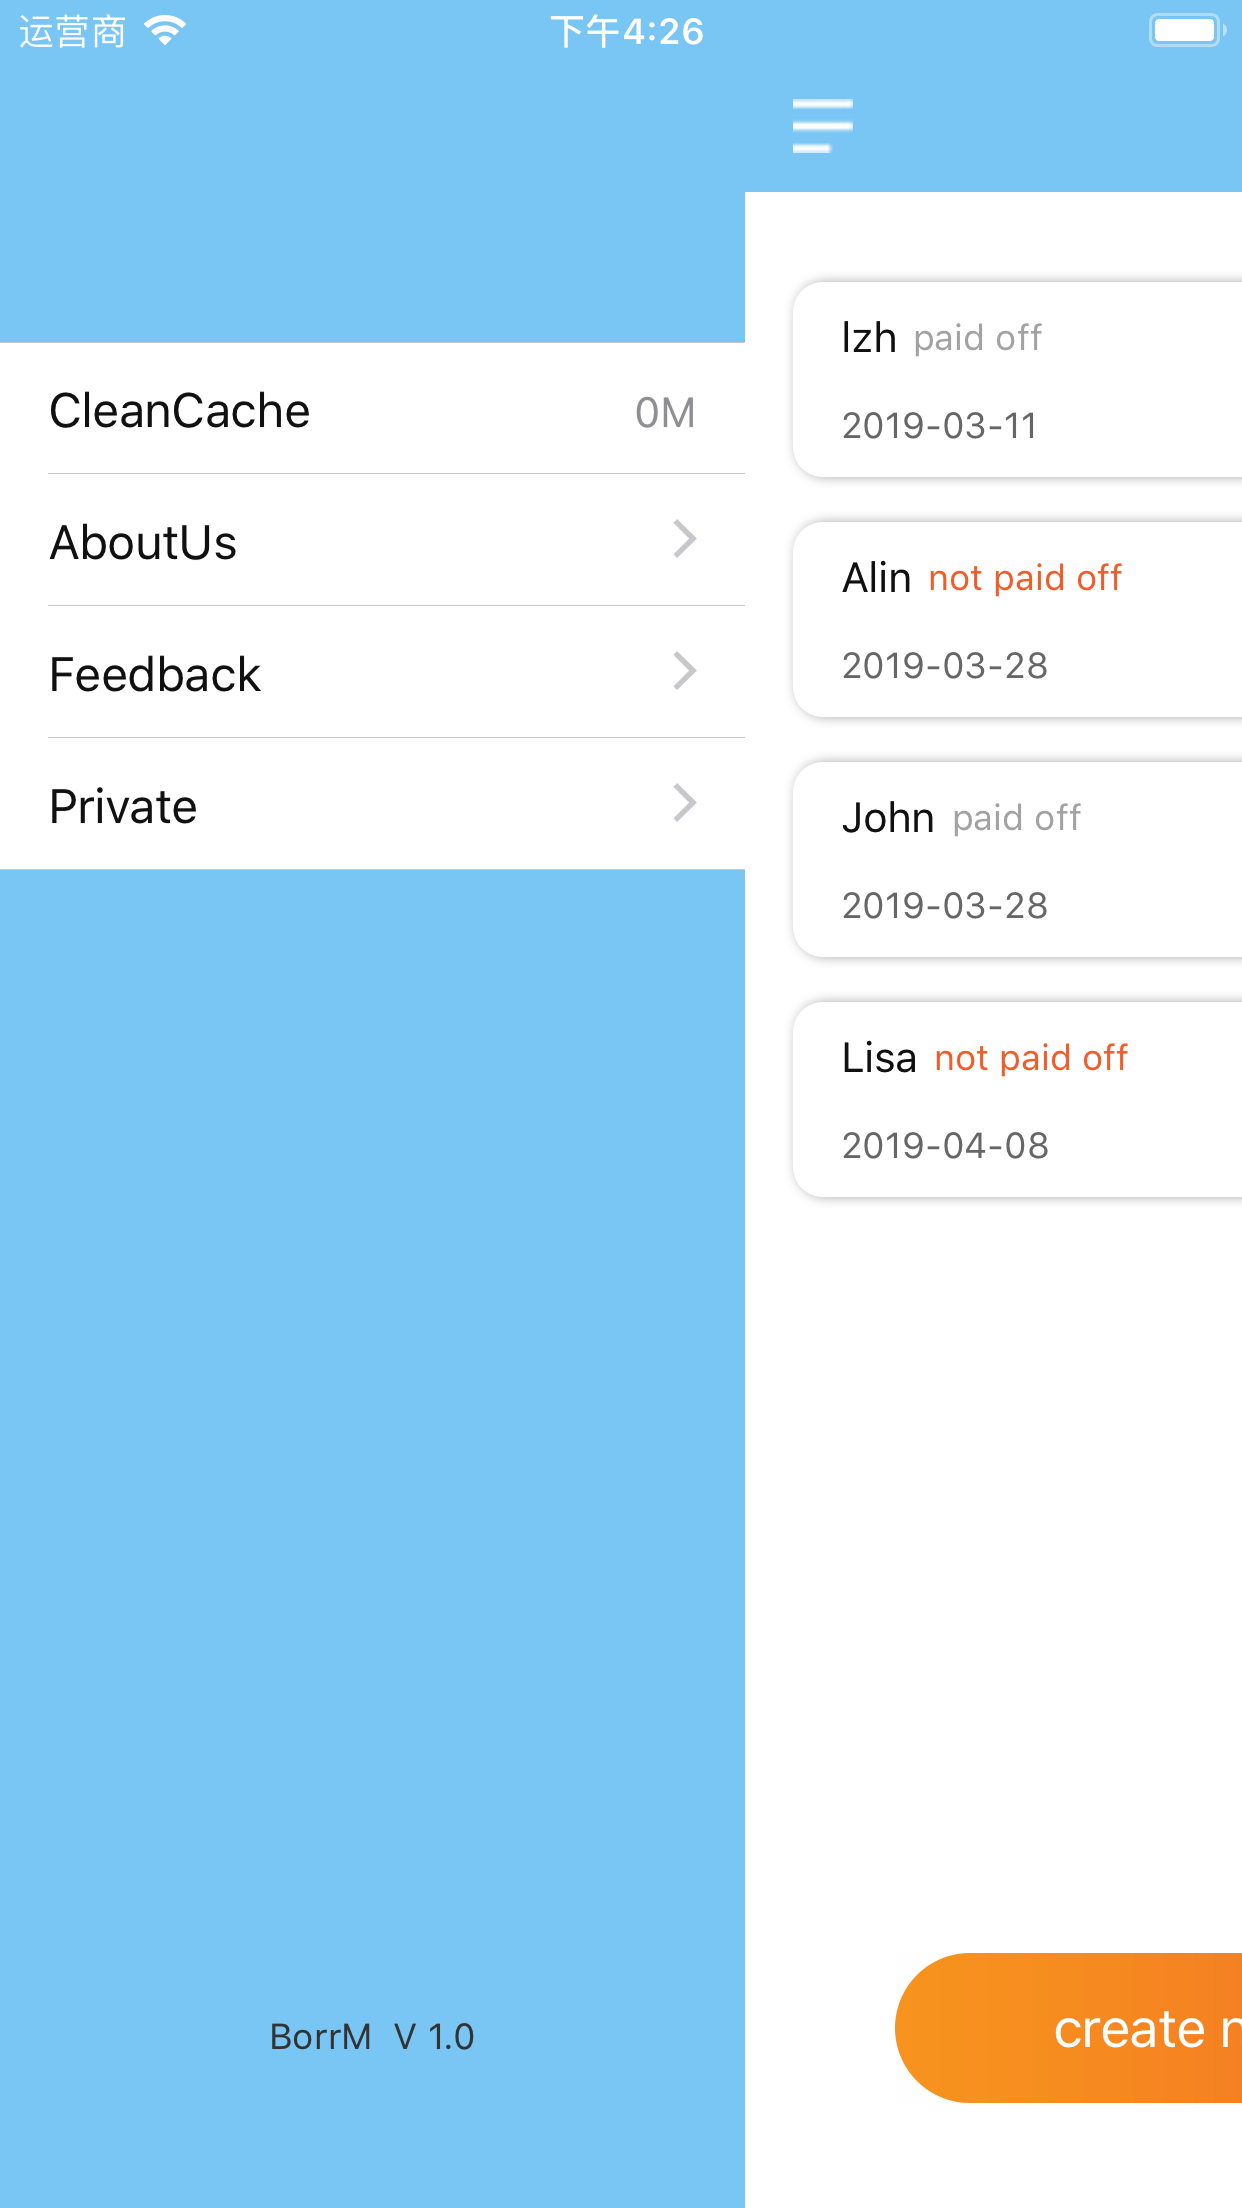 运营商
下午4:26
CleanCache 0M
AboutUs
Feedback
Private
BorrM V 1.0
lzh paid off
2019-03-11
Alin not paid off
2019-03-28
John paid off
2019-03-28
Lisa not paid off
2019-04-08
create